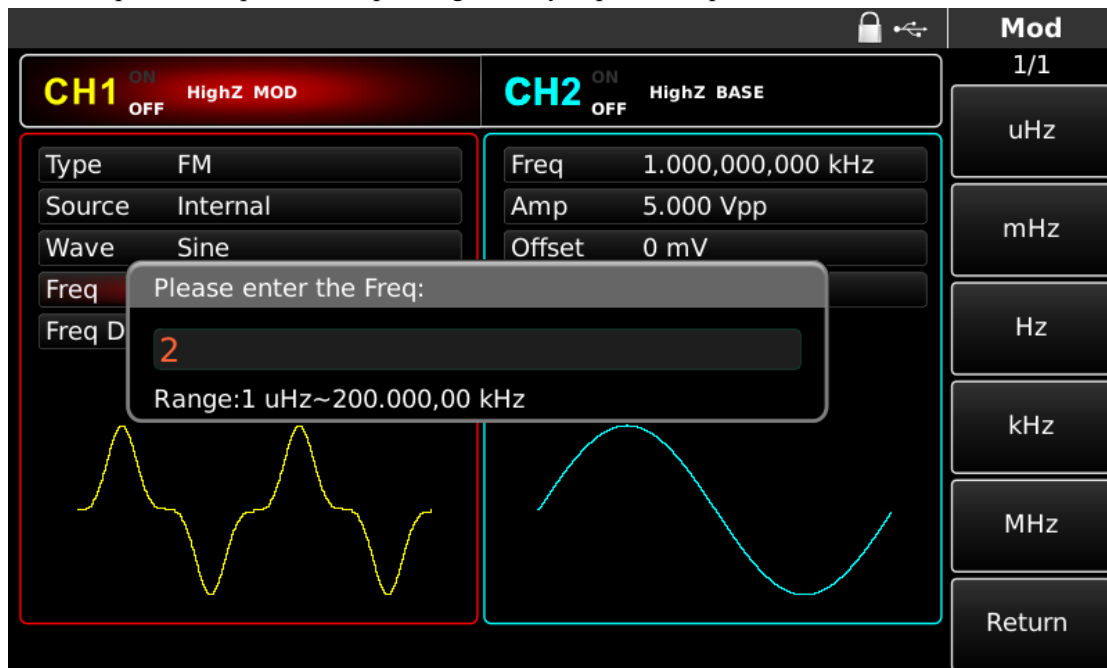 Mod
1/1
CH1 ON OFF HighZ MOD
CH2 ON OFF HighZ BASE
Type FM
Source Internal
Wave Sine
Freq
Freq D
Freq 1.000,000,000 kHz
Amp 5.000 Vpp
Offset 0 mV
Please enter the Freq:
2
Range:1 uHz~200.000,00 kHz
uHz
mHz
Hz
kHz
MHz
Return